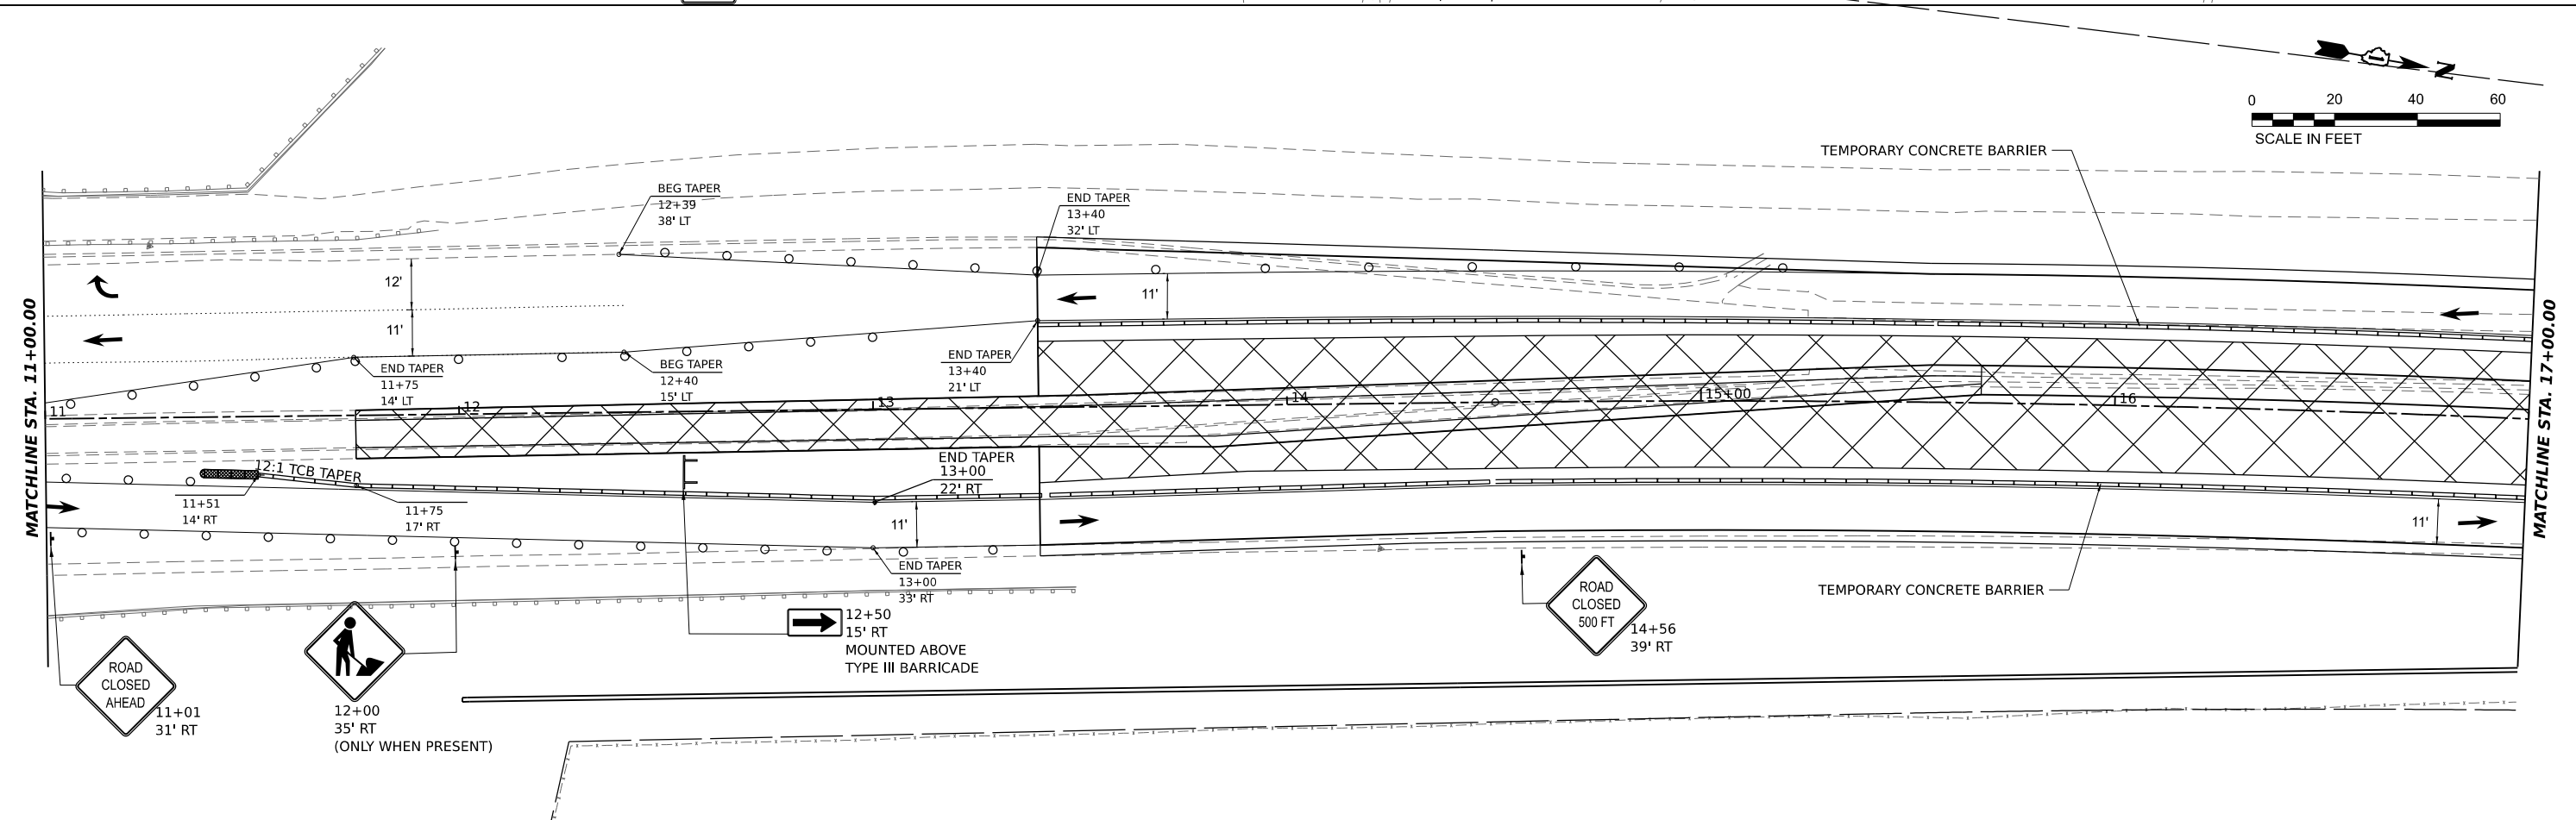 N
0 20 40 60
SCALE IN FEET
TEMPORARY CONCRETE BARRIER
BEG TAPER
12+39
38' LT
END TAPER
13+40
32' LT
12'
11'
11'
MATCHLINE STA. 11+00.00
MATCHLINE STA. 17+00.00
END TAPER
11+75
14' LT
BEG TAPER
12+40
15' LT
END TAPER
13+40
21' LT
11
12
13
14
15+00
16
12:1 TCB TAPER
11+51
14' RT
11+75
17' RT
END TAPER
13+00
22' RT
11'
11'
END TAPER
13+00
33' RT
ROAD
CLOSED
AHEAD
11+01
31' RT
12+00
35' RT
(ONLY WHEN PRESENT)
12+50
15' RT
MOUNTED ABOVE
TYPE III BARRICADE
ROAD
CLOSED
500 FT
14+56
39' RT
TEMPORARY CONCRETE BARRIER